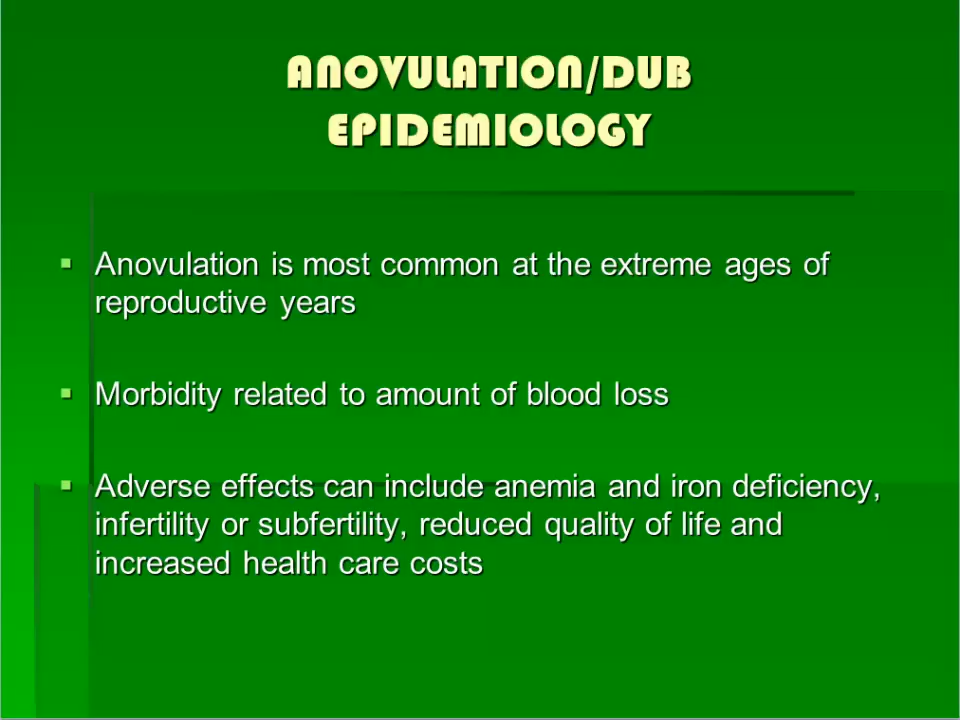 ANOVULATION/DUB
EPIDEMIOLOGY
▪ Anovulation is most common at the extreme ages of
reproductive years
▪ Morbidity related to amount of blood loss
▪ Adverse effects can include anemia and iron deficiency,
infertility or subfertility, reduced quality of life and
increased health care costs